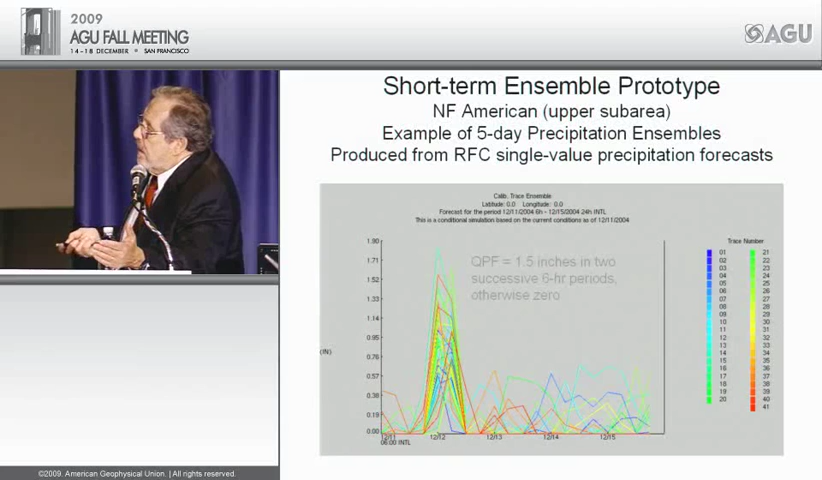 2009
AGU FALL MEETING
14-18 DECEMBER • SAN FRANCISCO
AGU
Short-term Ensemble Prototype
NF American (upper subarea)
Example of 5-day Precipitation Ensembles
Produced from RFC single-value precipitation forecasts
Calib. Trace Ensemble
Latitude: 0.0 Longitude: 0.0
Forecast for the period 12/11/2004 6h - 12/15/2004 24h INTL
This is a conditional simulation based on the current conditions as of 12/11/2004
QPF = 1.5 inches in two
successive 6-hr periods,
otherwise zero
1.90
1.71
1.52
1.33
1.14
0.95
0.76
0.57
0.38
0.19
0.00
(IN)
12/11
12/12
12/13
12/14
12/15
06:00 INTL
Trace Number
01 21
02 22
03 23
04 24
05 25
06 26
07 27
08 28
09 29
10 30
11 31
12 32
13 33
14 34
15 35
16 36
17 37
18 38
19 39
20 40
41
©2009. American Geophysical Union. | All rights reserved.